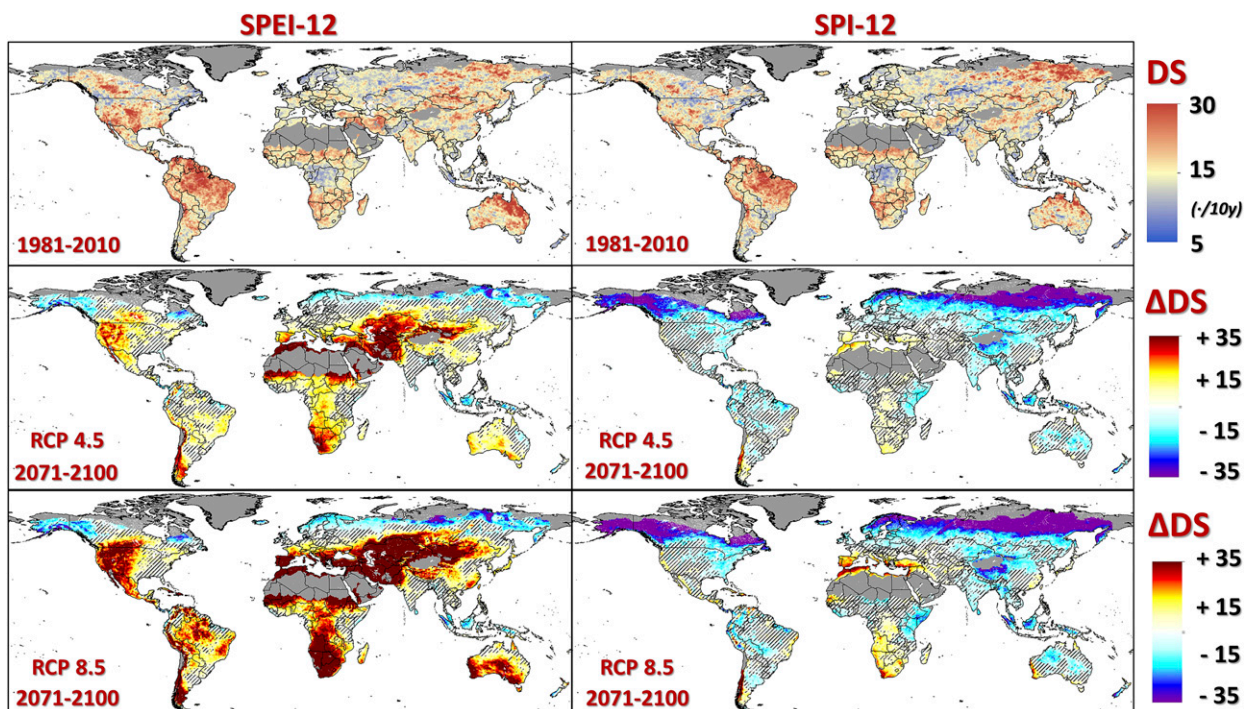 SPEI-12 SPI-12
DS
30
15
(·/10y)
5
1981-2010 1981-2010
ΔDS
+ 35
+ 15
- 15
- 35
RCP 4.5 RCP 4.5
2071-2100 2071-2100
ΔDS
+ 35
+ 15
- 15
- 35
RCP 8.5 RCP 8.5
2071-2100 2071-2100